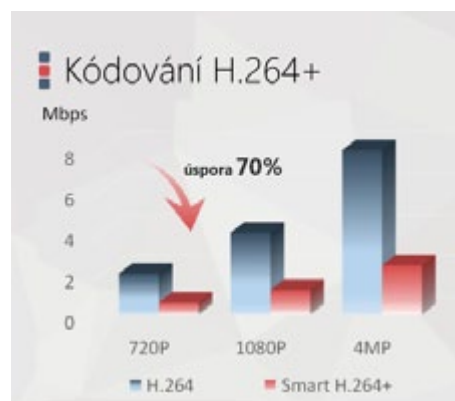 Kódování H.264+
Mbps
8
úspora 70%
6
4
2
0
720P 1080P 4MP
H.264 Smart H.264+